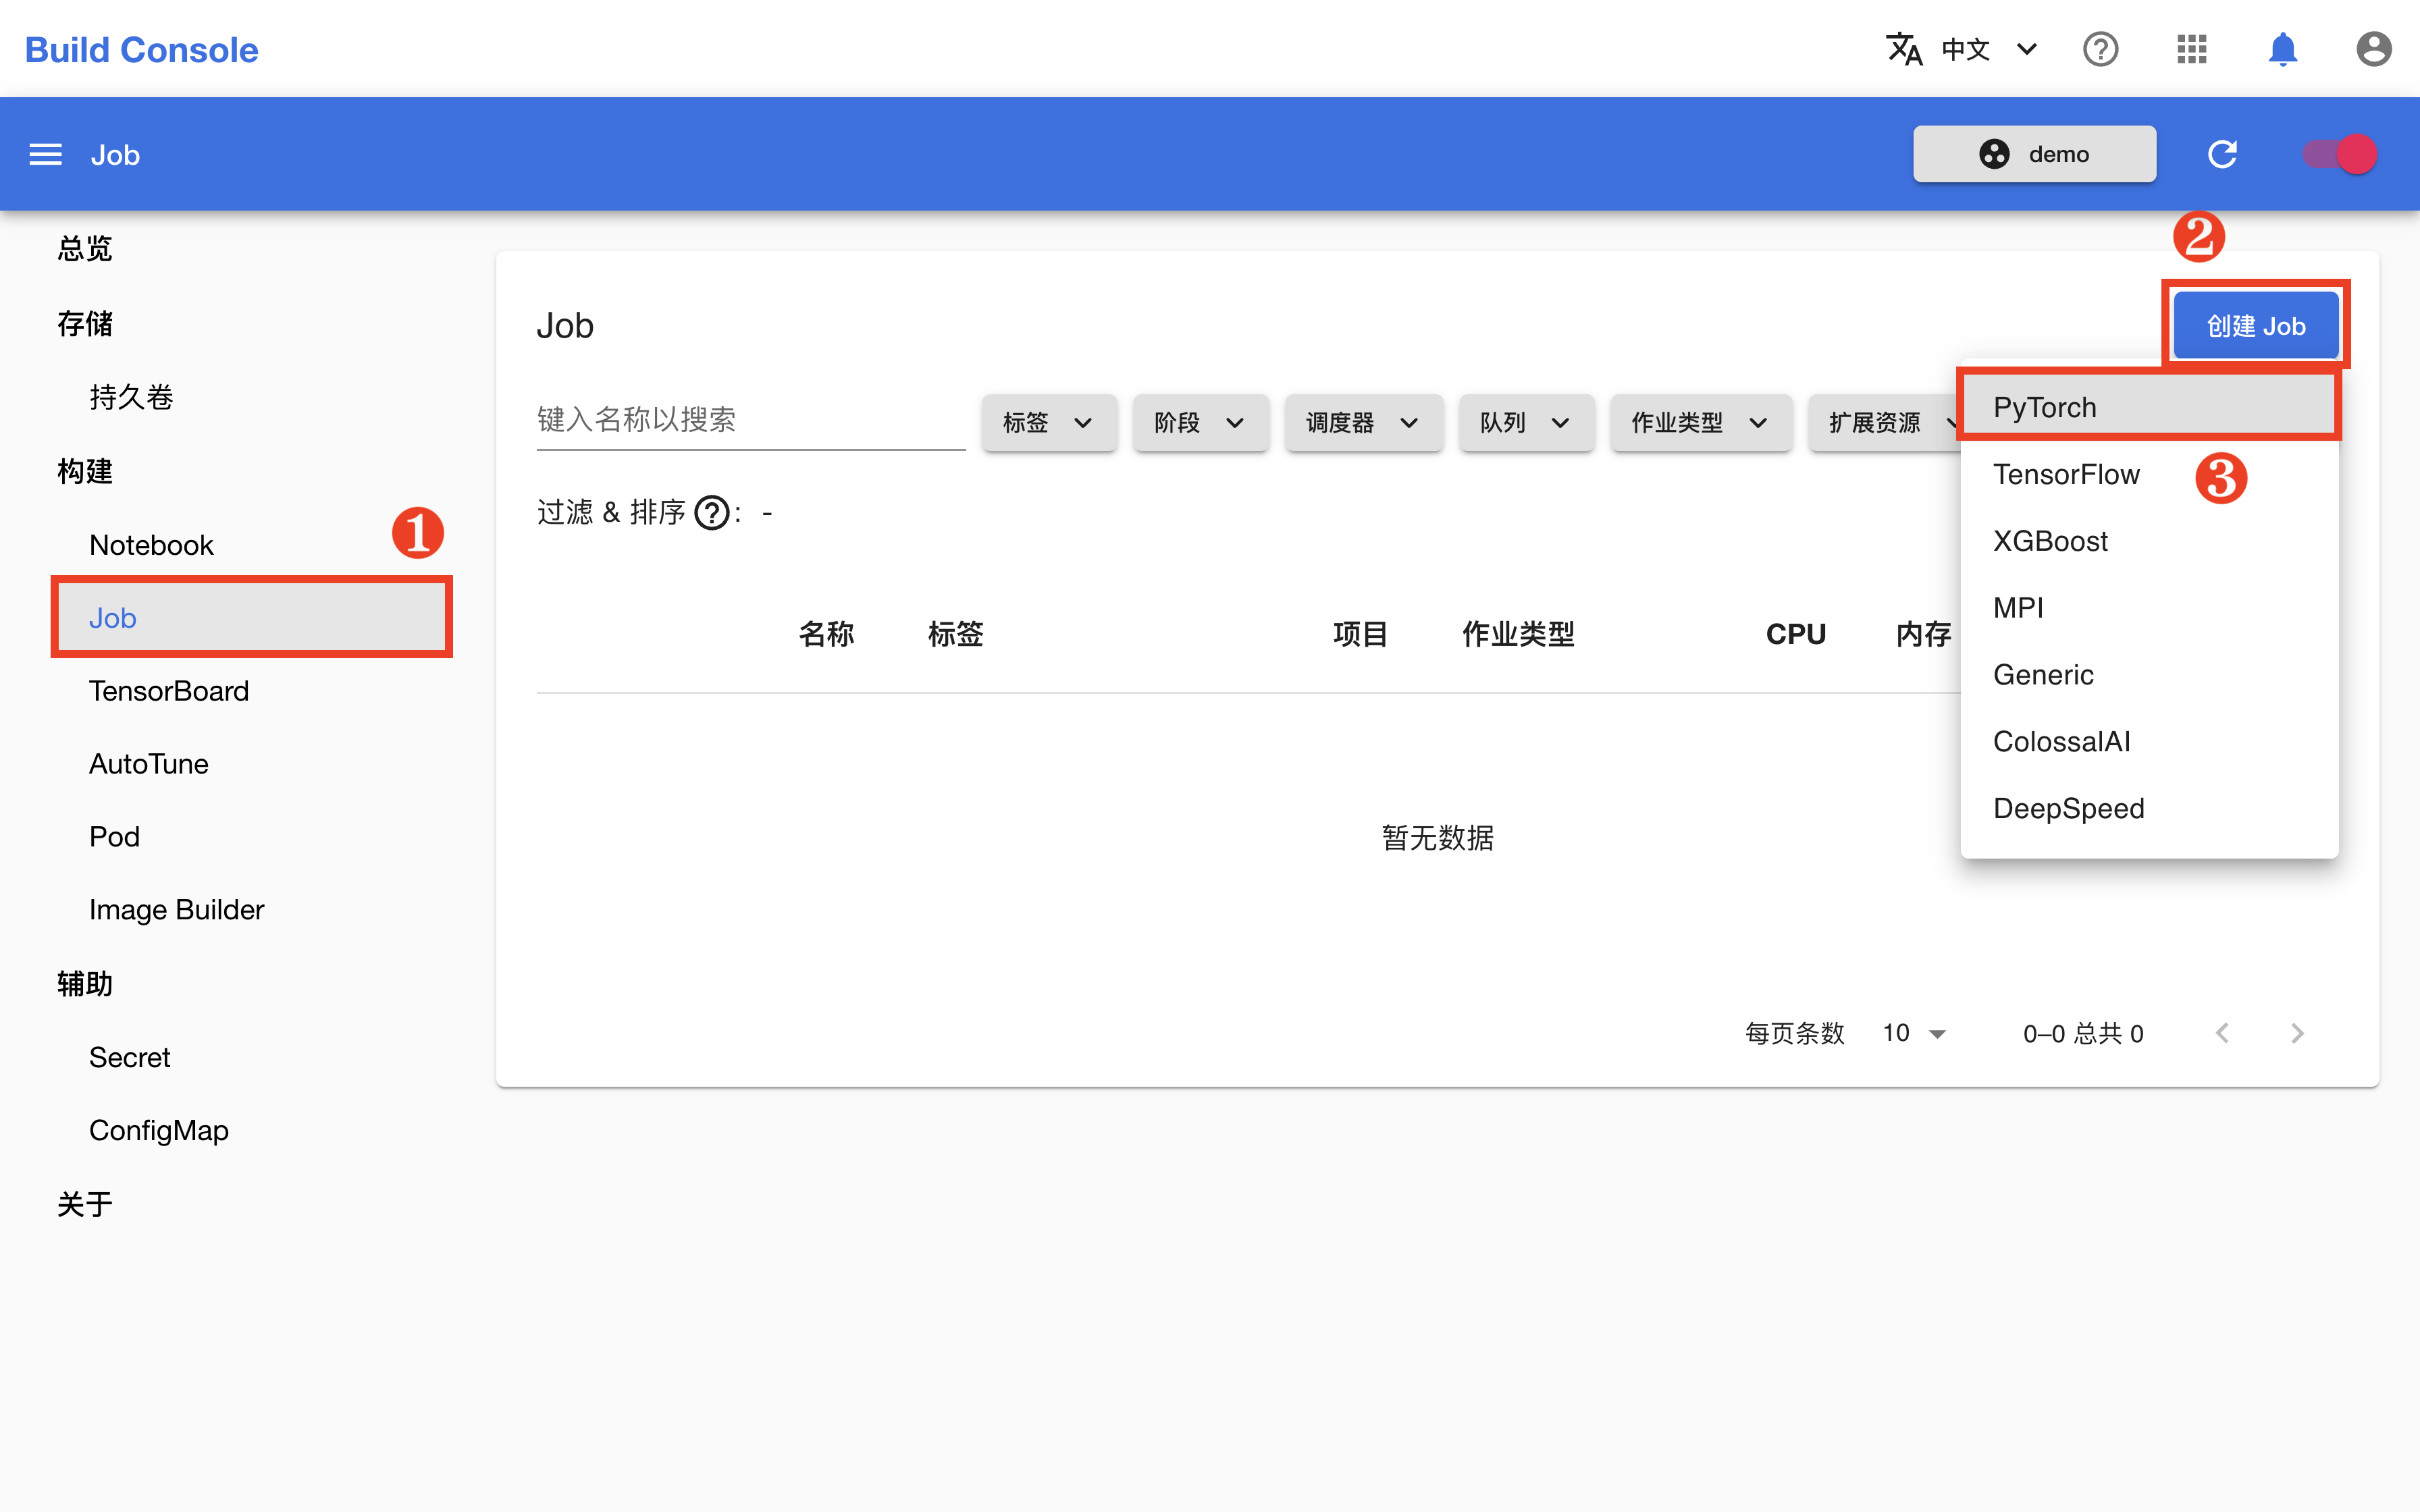 Build Console
中文
Job
demo
总览
存储
持久卷
构建
Notebook
1
Job
TensorBoard
AutoTune
Pod
Image Builder
辅助
Secret
ConfigMap
关于
2
Job
创建 Job
键入名称以搜索
标签
阶段
调度器
队列
作业类型
扩展资源
过滤 & 排序 ? : -
PyTorch
TensorFlow
3
XGBoost
MPI
Generic
ColossalAI
DeepSpeed
名称 标签 项目 作业类型 CPU 内存
暂无数据
每页条数 10 0–0 总共 0